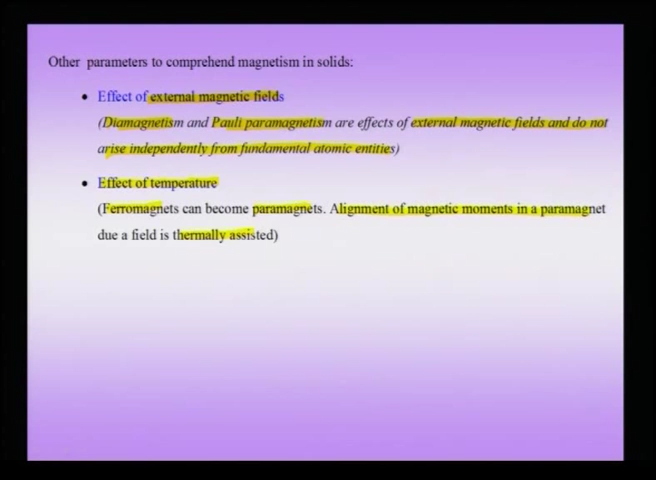 Other parameters to comprehend magnetism in solids:
• Effect of external magnetic fields
(Diamagnetism and Pauli paramagnetism are effects of external magnetic fields and do not
arise independently from fundamental atomic entities)
• Effect of temperature
(Ferromagnets can become paramagnets. Alignment of magnetic moments in a paramagnet
due a field is thermally assisted)